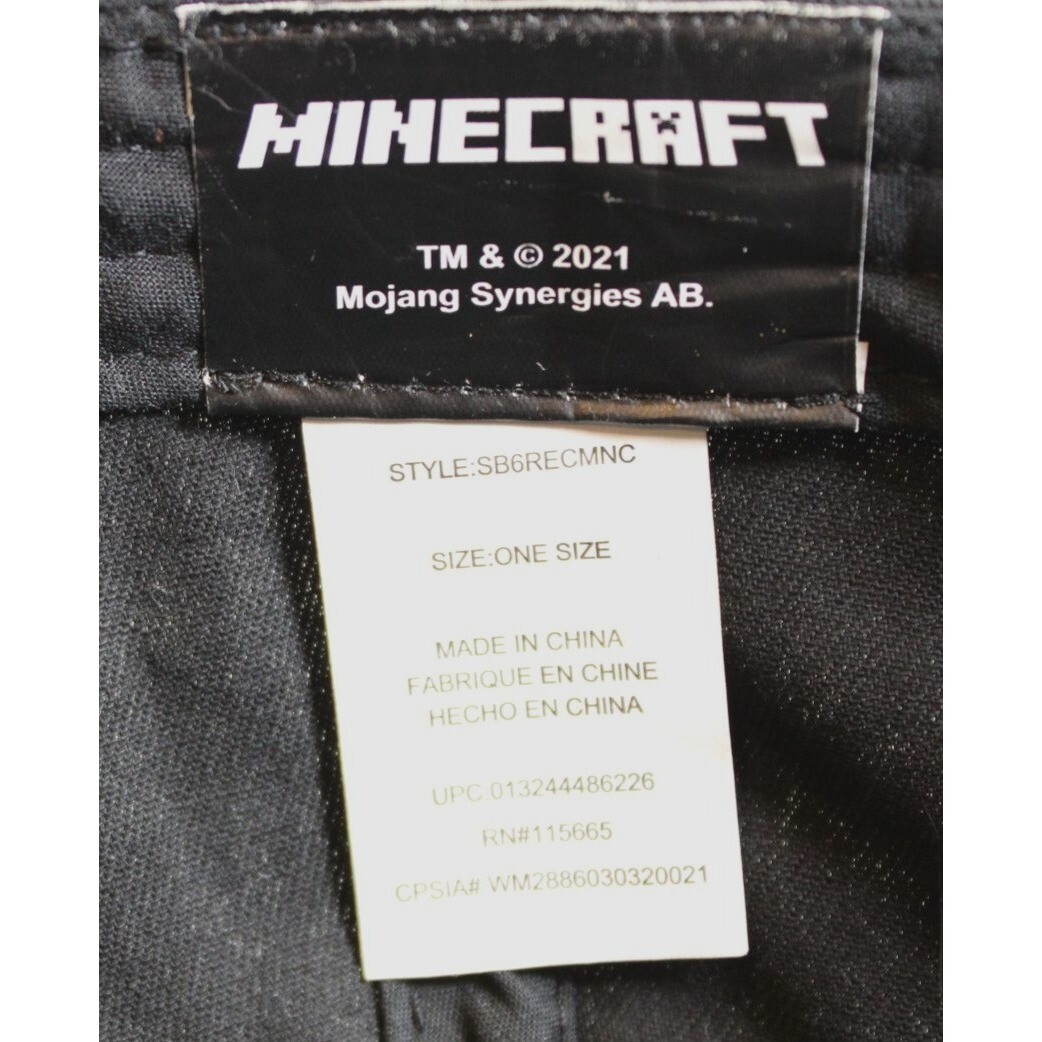 MINECRAFT
TM & © 2021
Mojang Synergies AB.
STYLE:SB6RECMNC
SIZE:ONE SIZE
MADE IN CHINA
FABRIQUE EN CHINE
HECHO EN CHINA
UPC:013244486226
RN#115665
CPSIA# WM2886030320021